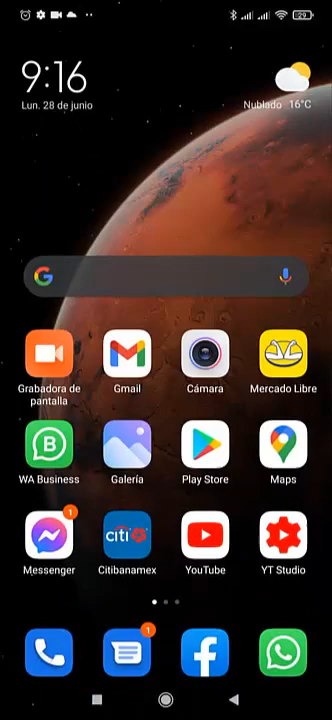 29
9:16
Lun. 28 de junio
Nublado 16°C
G
Grabadora de
pantalla
Gmail
Cámara
Mercado Libre
B
WA Business
Galería
Play Store
Maps
1
citi
Messenger
Citibanamex
YouTube
YT Studio
1
f